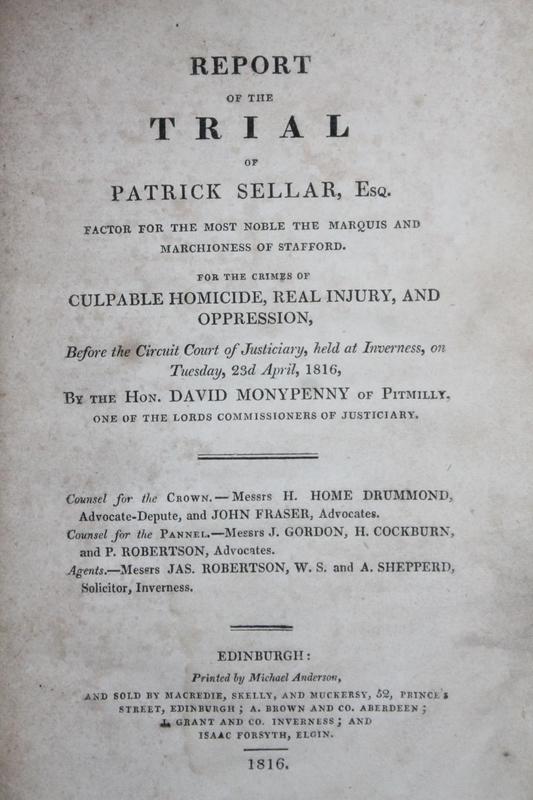 REPORT
OF THE
TRIAL
OF
PATRICK SELLAR, Esq.
FACTOR FOR THE MOST NOBLE THE MARQUIS AND
MARCHIONESS OF STAFFORD.
FOR THE CRIMES OF
CULPABLE HOMICIDE, REAL INJURY, AND
OPPRESSION,
Before the Circuit Court of Justiciary, held at Inverness, on
Tuesday, 23d April, 1816,
By the Hon. DAVID MONYPENNY of Pitmilly,
ONE OF THE LORDS COMMISSIONERS OF JUSTICIARY.
Counsel for the Crown.—Messrs H. HOME DRUMMOND,
Advocate-Depute, and JOHN FRASER, Advocates.
Counsel for the Pannel.—Messrs J. GORDON, H. COCKBURN,
and P. ROBERTSON, Advocates.
Agents.—Messrs JAS. ROBERTSON, W. S. and A. SHEPPERD,
Solicitor, Inverness.
EDINBURGH:
Printed by Michael Anderson,
AND SOLD BY MACREDIE, SKELLY, AND MUCKERSY, 52, PRINCE'S
STREET, EDINBURGH; A. BROWN AND CO. ABERDEEN;
J. GRANT AND CO. INVERNESS; AND
ISAAC FORSYTH, ELGIN.
1816.